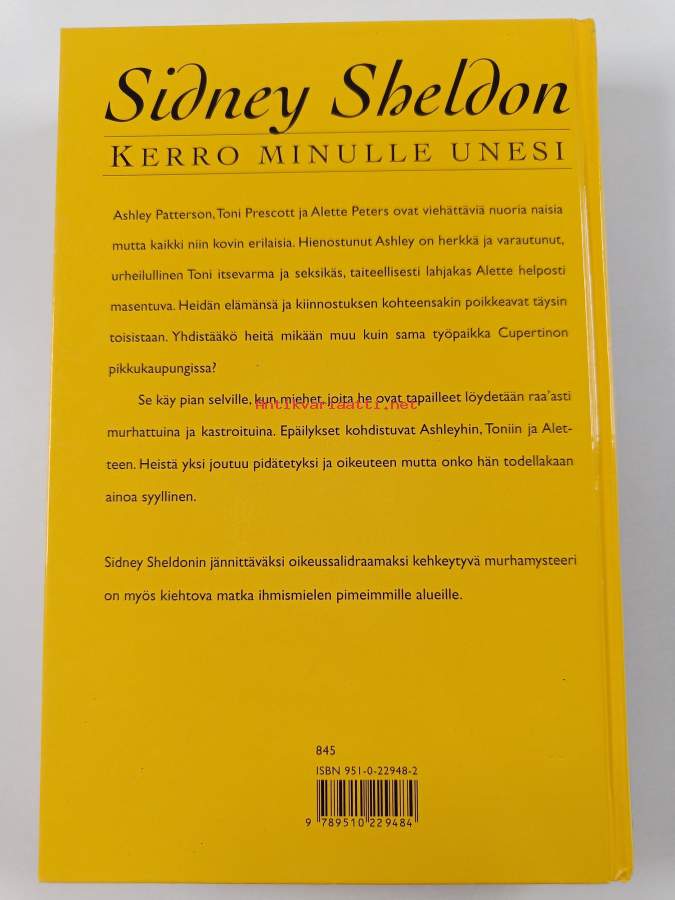 Sidney Sheldon
KERRO MINULLE UNESI
Ashley Patterson, Toni Prescott ja Alette Peters ovat viehättäviä nuoria naisia
mutta kaikki niin kovin erilaisia. Hienostunut Ashley on herkkä ja varautunut,
urheilullinen Toni itsevarma ja seksikäs, taiteellisesti lahjakas Alette helposti
masentuva. Heidän elämänsä ja kiinnostuksen kohteensakin poikkeavat täysin
toisistaan. Yhdistääkö heitä mikään muu kuin sama työpaikka Cupertinon
pikkukaupungissa?
Se käy pian selville, kun miehet, joita he ovat tapailleet löydetään raa'asti
Antikvariaatti.net
murhattuina ja kastroituina. Epäilykset kohdistuvat Ashleyhin, Toniin ja Alet-
teen. Heistä yksi joutuu pidätetyksi ja oikeuteen mutta onko hän todellakaan
ainoa syyllinen.
Sidney Sheldonin jännittäväksi oikeussalidraamaksi kehkeytyvä murhamysteeri
on myös kiehtova matka ihmismielen pimeimmille alueille.
845
ISBN 951-0-22948-2
9 789510 229484